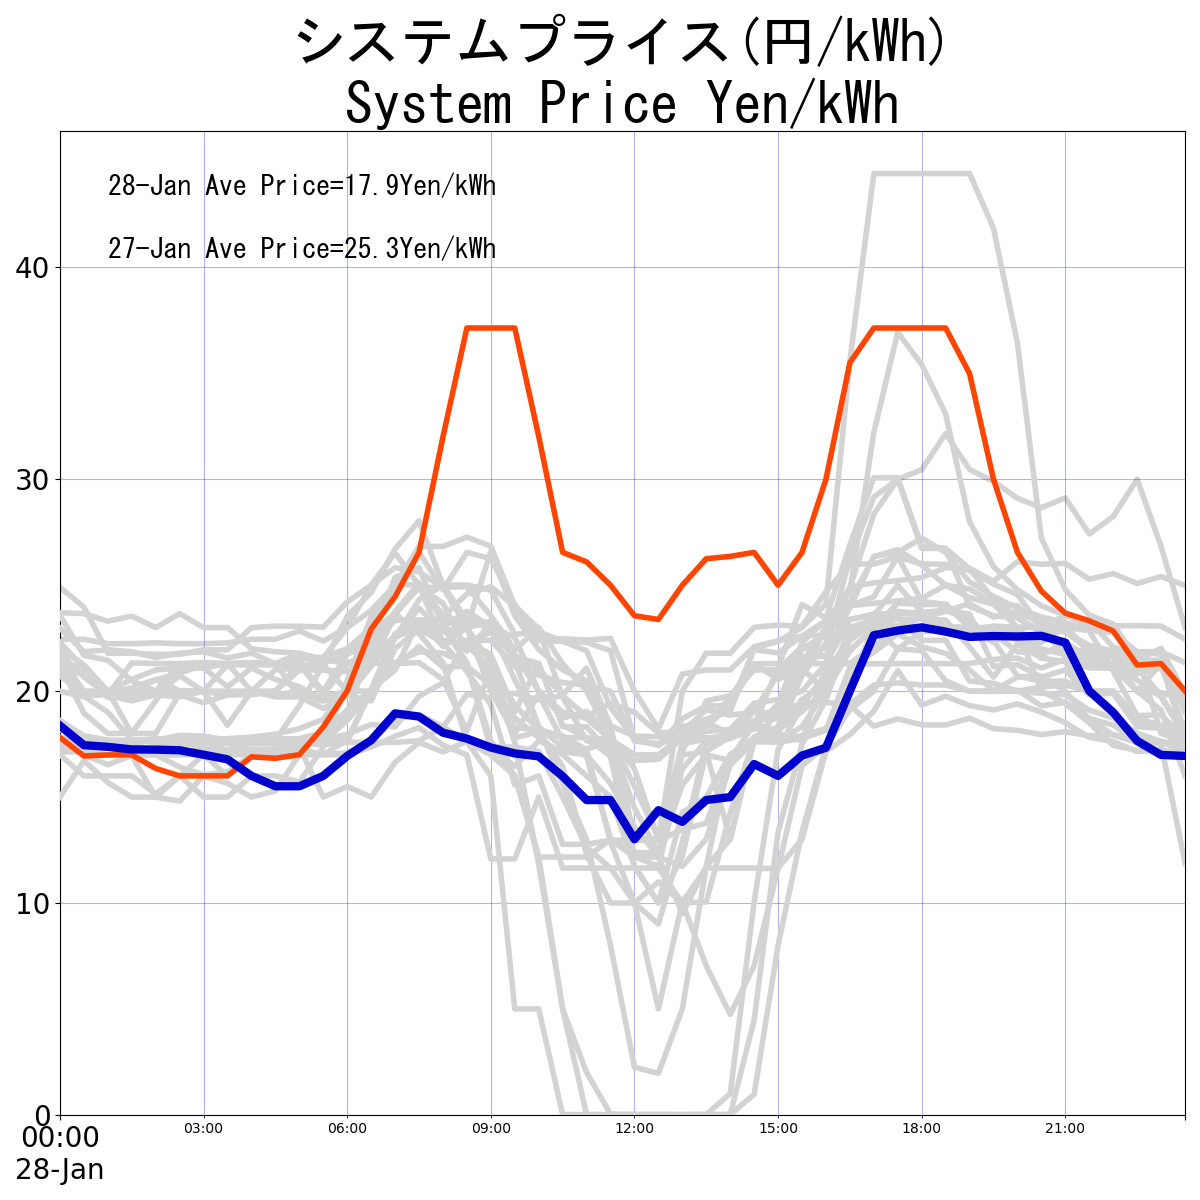 システムプライス(円/kWh)
System Price Yen/kWh
28-Jan Ave Price=17.9Yen/kWh
27-Jan Ave Price=25.3Yen/kWh
40
30
20
10
0
00:00 03:00 06:00 09:00 12:00 15:00 18:00 21:00
28-Jan